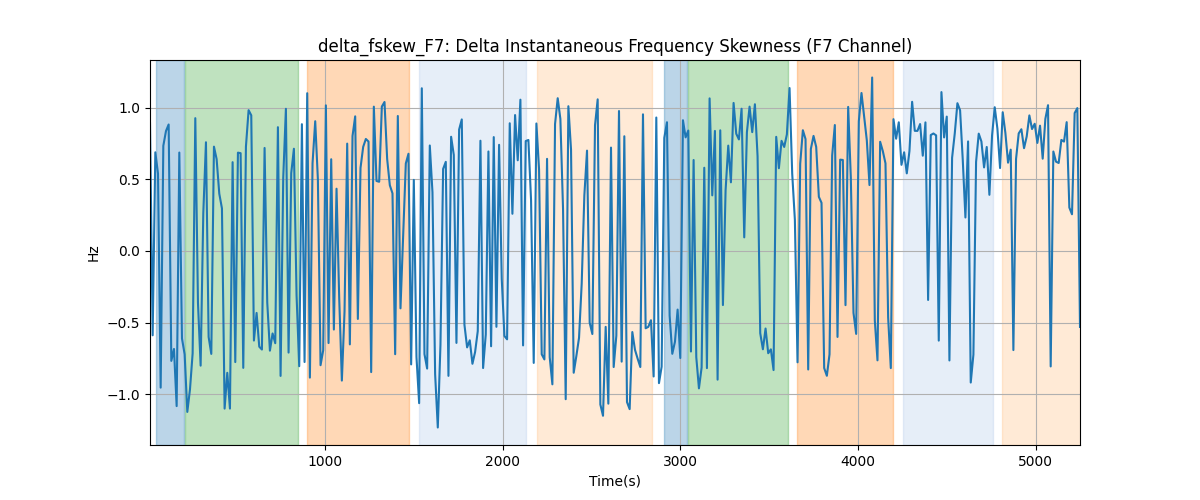 delta_fskew_F7: Delta Instantaneous Frequency Skewness (F7 Channel)
1.0
0.5
0.0
−0.5
−1.0
Hz
1000 2000 3000 4000 5000
Time(s)